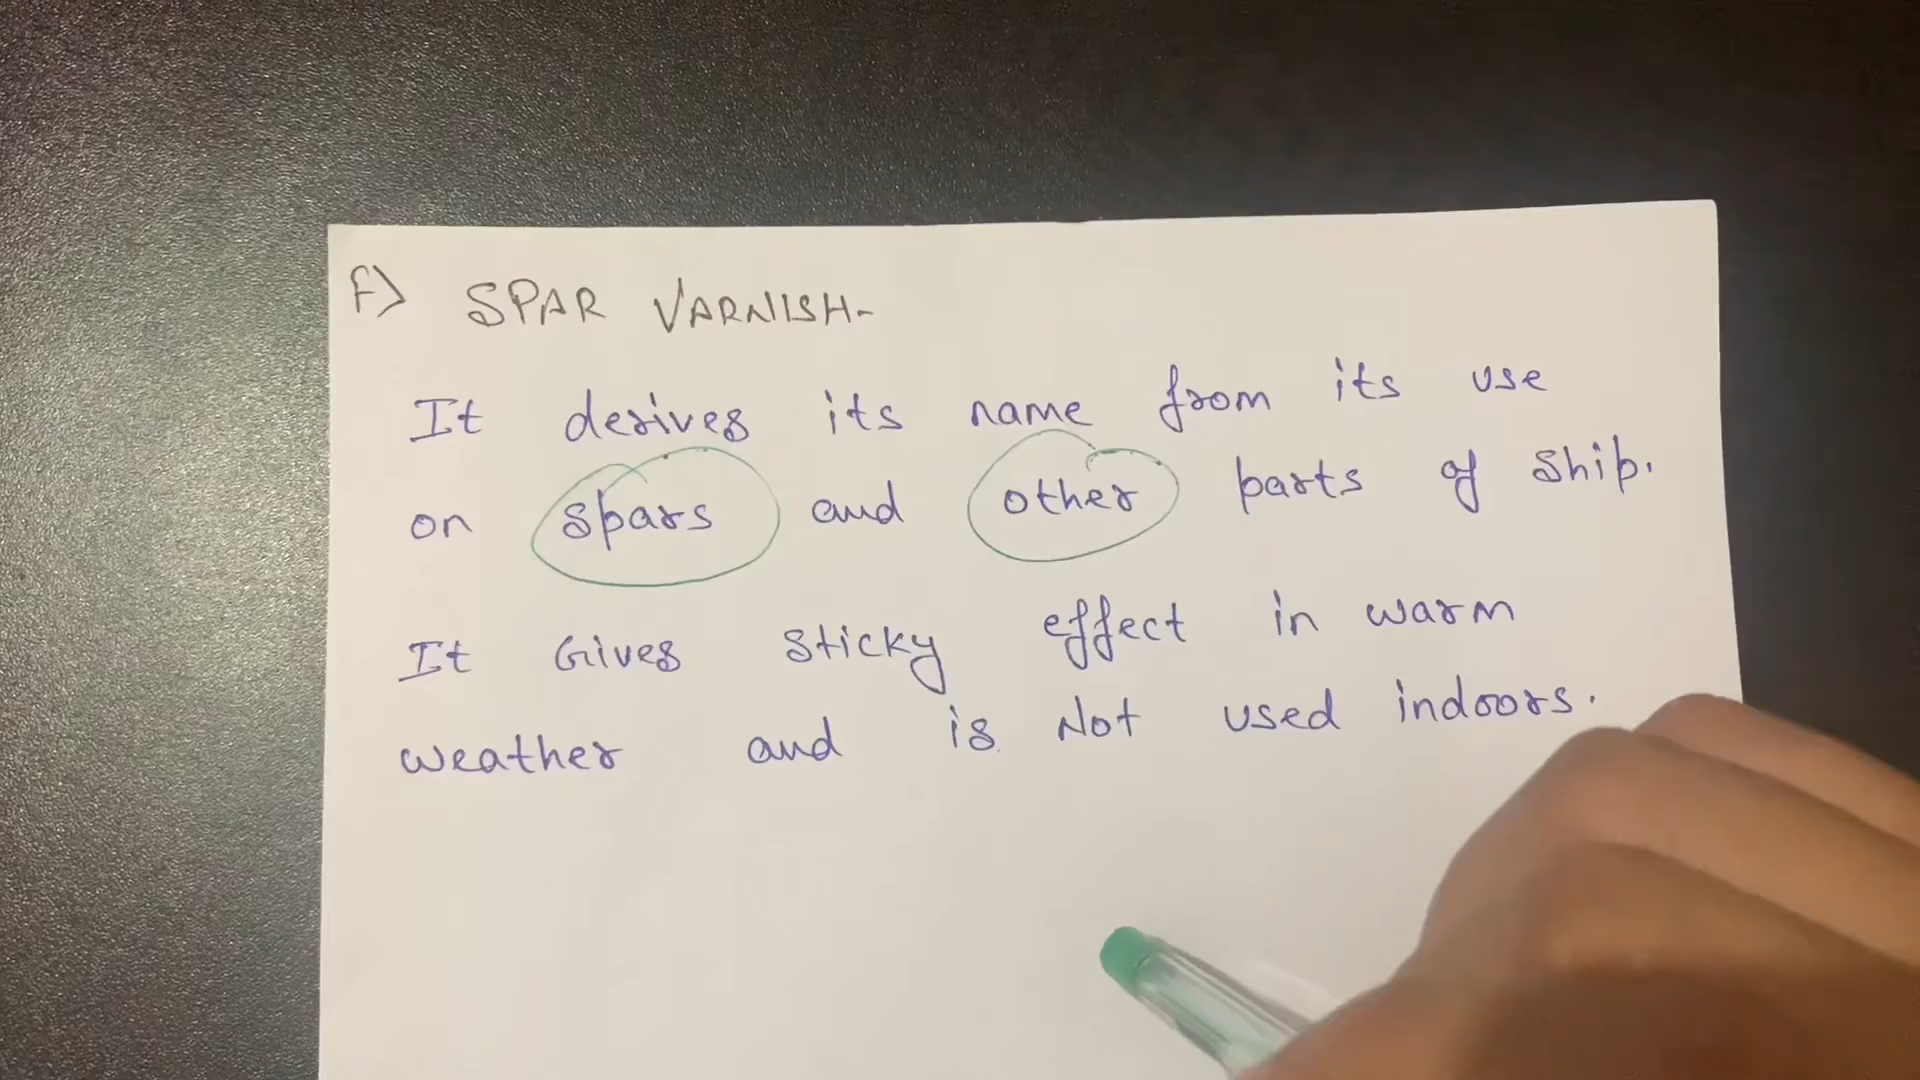 F) SPAR VARNISH-
It derives its name from its use
on spars and other parts of ship.
It Gives sticky effect in warm
weather and is Not used indoors.